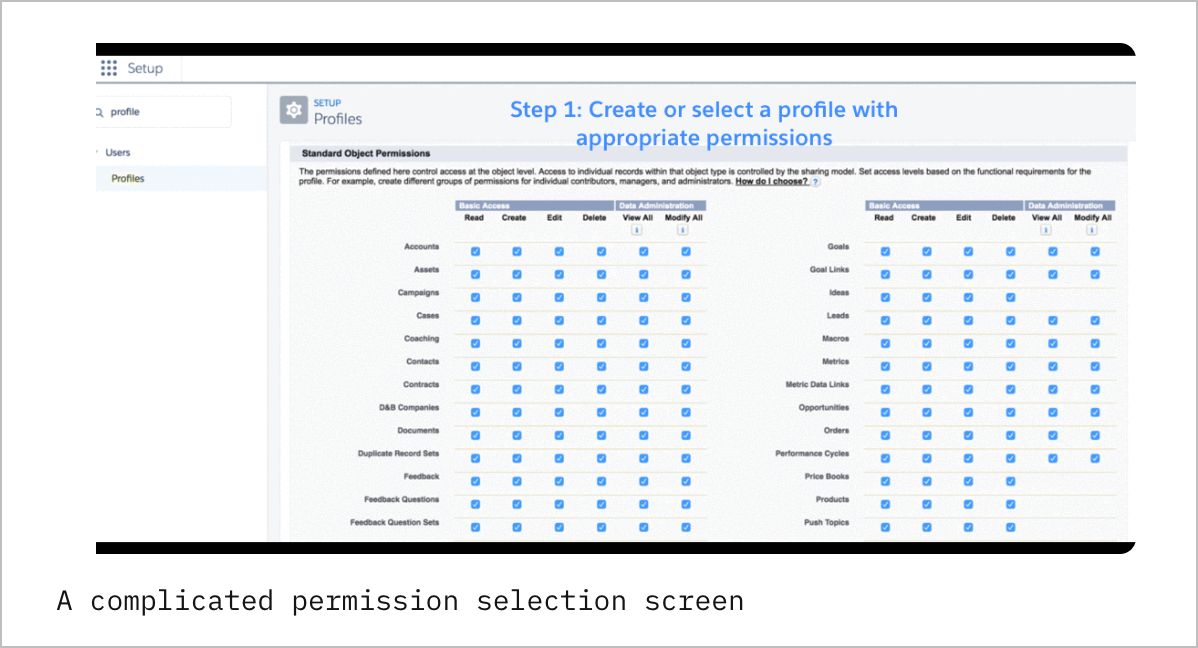 Setup
profile
Users
Profiles
SETUP
Profiles
Step 1: Create or select a profile with
appropriate permissions
Standard Object Permissions
The permissions defined here control access at the object level. Access to individual records within that object type is controlled by the sharing model. Set access levels based on the functional requirements for the
profile. For example, create different groups of permissions for individual contributors, managers, and administrators. How do I choose? ?
Basic Access Data Administration
Read Create Edit Delete View All Modify All
i i
Accounts
Assets
Campaigns
Cases
Coaching
Contacts
Contracts
D&B Companies
Documents
Duplicate Record Sets
Feedback
Feedback Questions
Feedback Question Sets
Basic Access Data Administration
Read Create Edit Delete View All Modify All
i i
Goals
Goal Links
Ideas
Leads
Macros
Metrics
Metric Data Links
Opportunities
Orders
Performance Cycles
Price Books
Products
Push Topics
A complicated permission selection screen